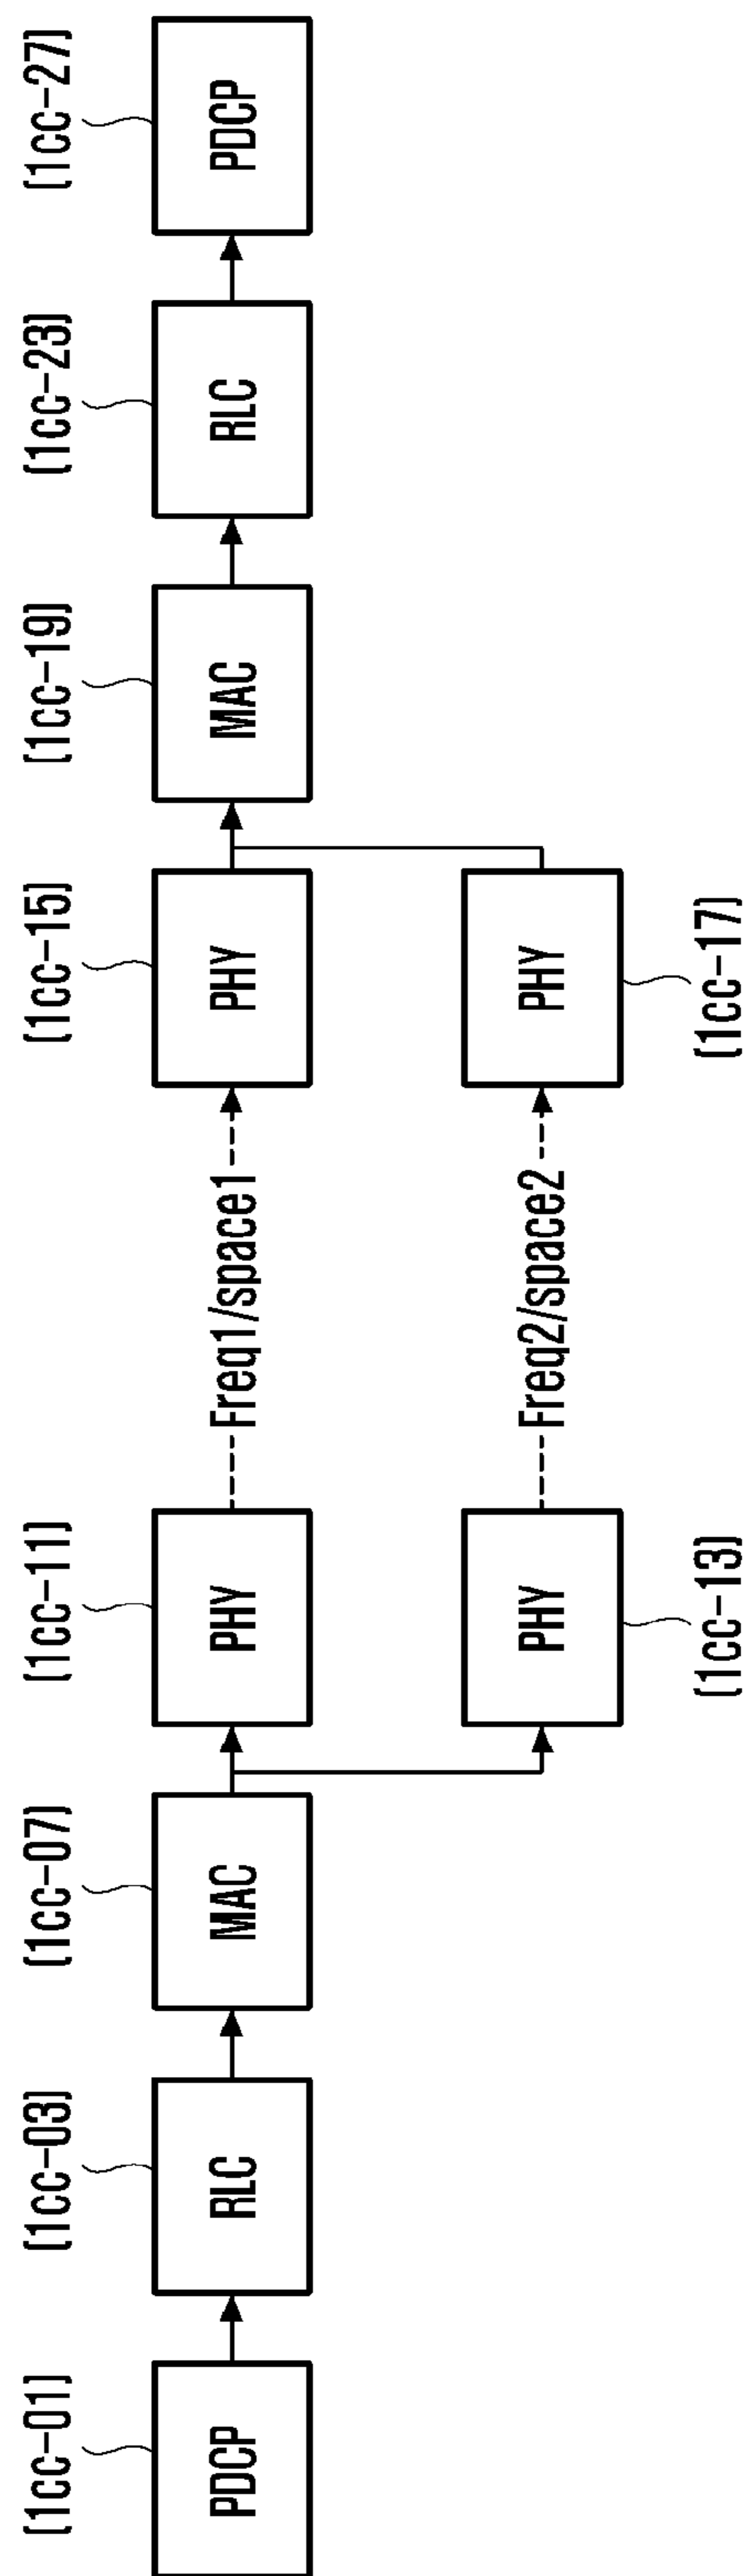 (1cc-01)
(1cc-03)
(1cc-07)
(1cc-11)
(1cc-15)
(1cc-19)
(1cc-23)
(1cc-27)
PDCP
RLC
MAC
PHY
Freq1/space1
PHY
MAC
RLC
PDCP
PHY
Freq2/space2
PHY
(1cc-13)
(1cc-17)